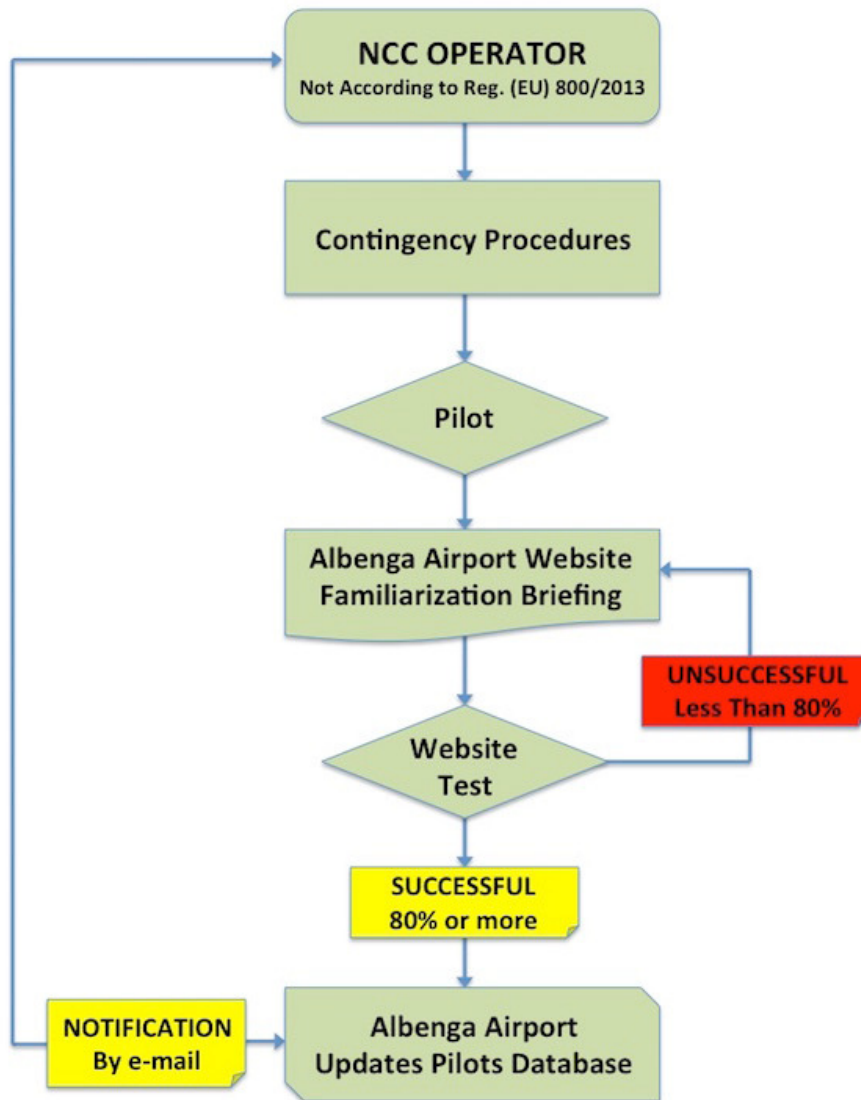 NCC OPERATOR
Not According to Reg. (EU) 800/2013
Contingency Procedures
Pilot
Albenga Airport Website
Familiarization Briefing
UNSUCCESSFUL
Less Than 80%
Website
Test
SUCCESSFUL
80% or more
NOTIFICATION
By e-mail
Albenga Airport
Updates Pilots Database